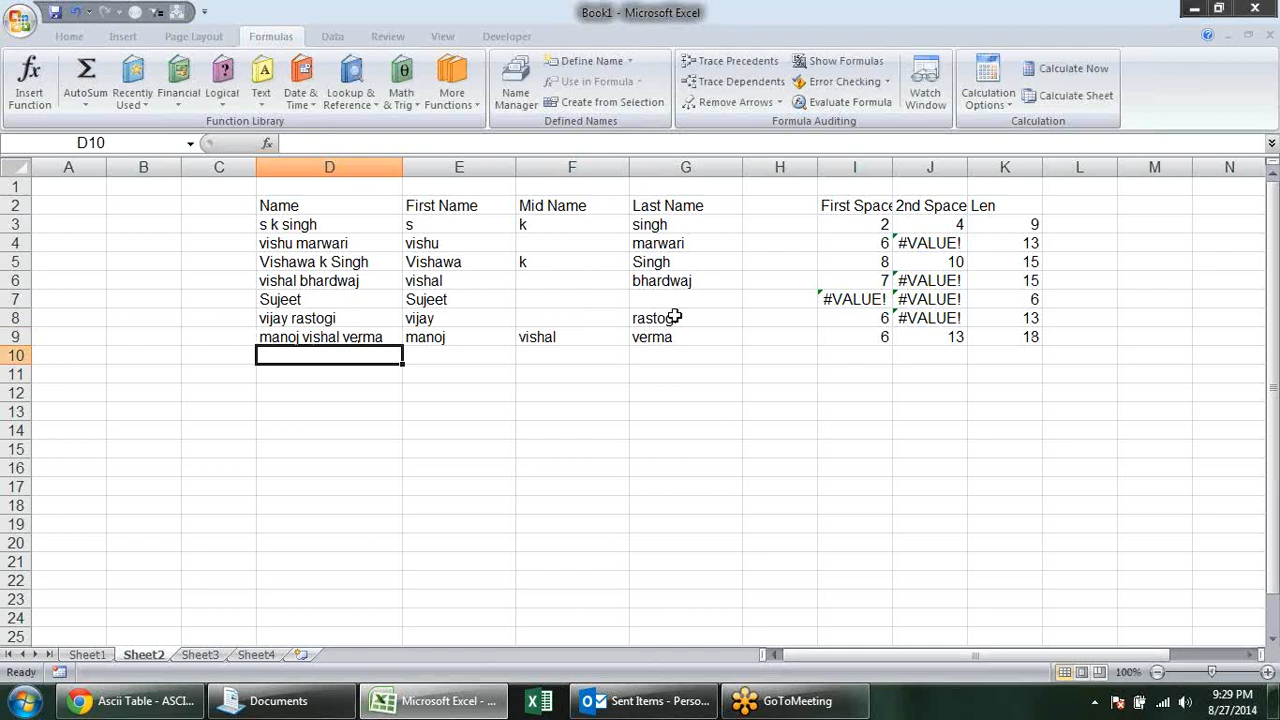 Book1 - Microsoft Excel
Home Insert Page Layout Formulas Data Review View Developer
Insert Function
AutoSum
Recently Used
Financial
Logical
Text
Date & Time
Lookup & Reference
Math & Trig
More Functions
Function Library
Name Manager
Define Name
Use in Formula
Create from Selection
Defined Names
Trace Precedents
Trace Dependents
Remove Arrows
Show Formulas
Error Checking
Evaluate Formula
Formula Auditing
Watch Window
Calculation Options
Calculate Now
Calculate Sheet
Calculation
D10 fx
A B C D E F G H I J K L M N
1
2 Name First Name Mid Name Last Name First Space 2nd Space Len
3 s k singh s k singh 2 4 9
4 vishu marwari vishu marwari 6 #VALUE! 13
5 Vishawa k Singh Vishawa k Singh 8 10 15
6 vishal bhardwaj vishal bhardwaj 7 #VALUE! 15
7 Sujeet Sujeet #VALUE! #VALUE! 6
8 vijay rastogi vijay rastogi 6 #VALUE! 13
9 manoj vishal verma manoj vishal verma 6 13 18
10
11
12
13
14
15
16
17
18
19
20
21
22
23
24
25
Sheet1 Sheet2 Sheet3 Sheet4
Ready 100%
Ascii Table - ASCI... Documents Microsoft Excel - ... Sent Items - Perso... GoToMeeting
9:29 PM
8/27/2014